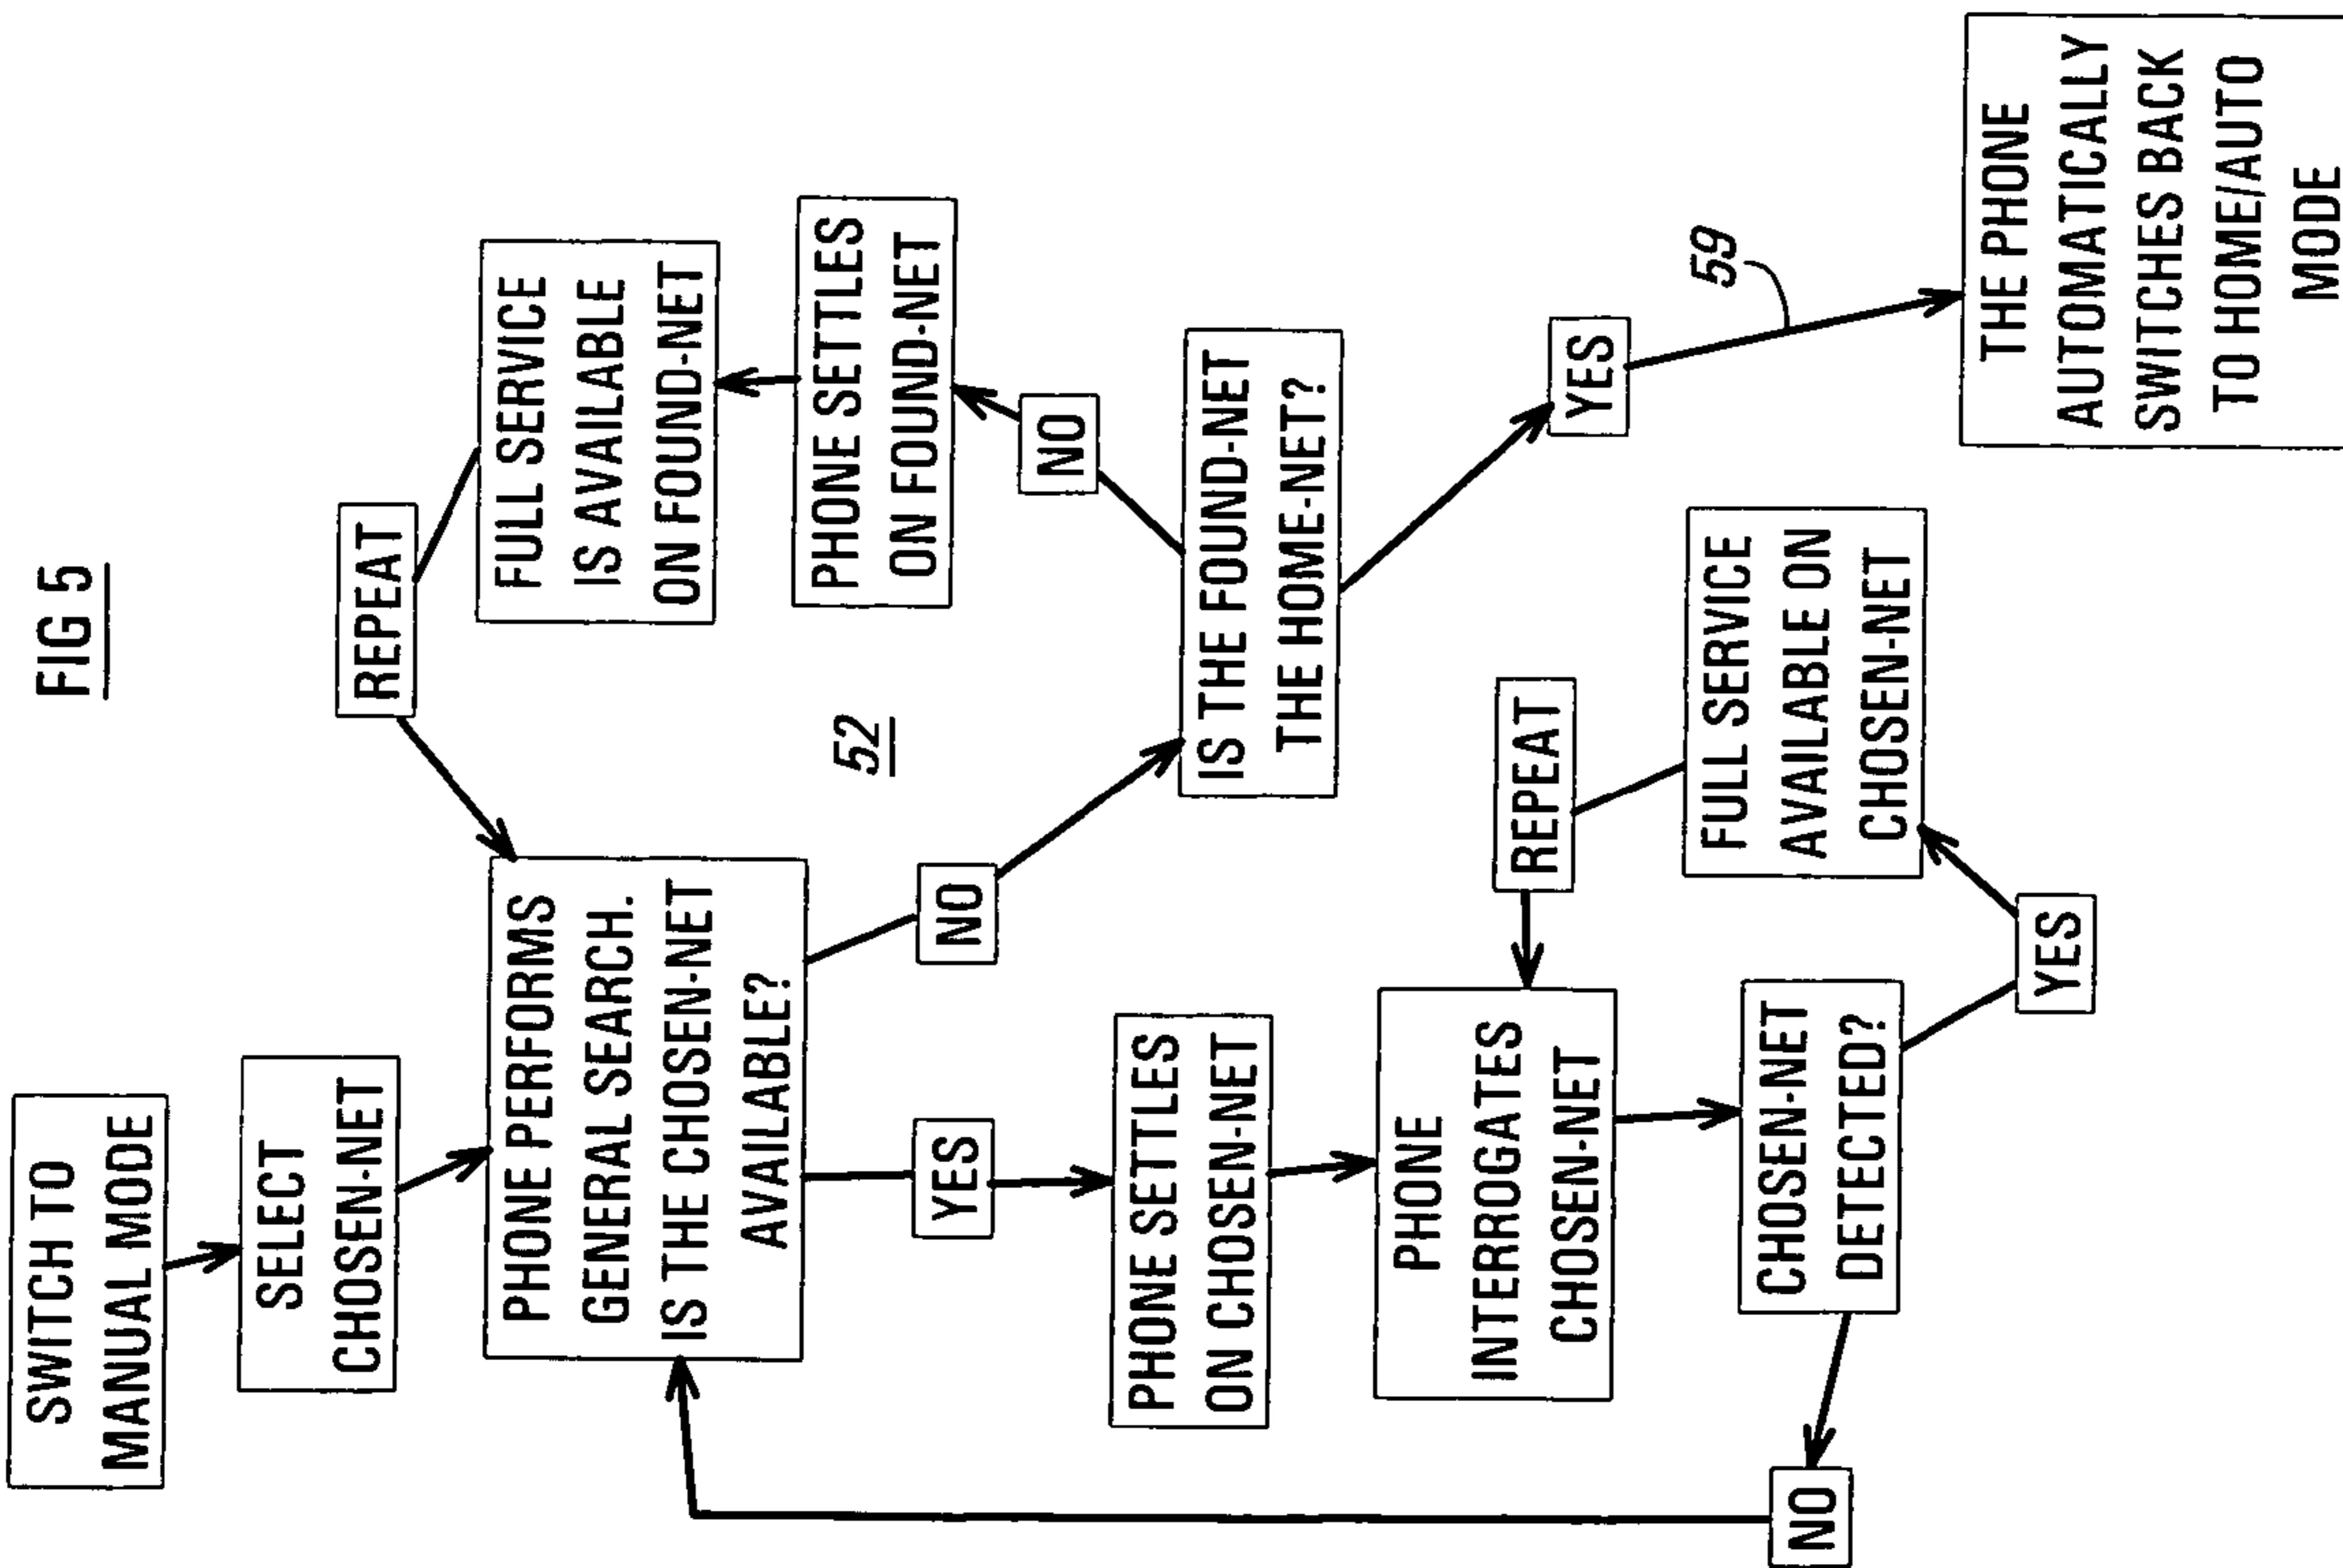 FIG 5
SWITCH TO
MANUAL MODE
SELECT
CHOSEN-NET
PHONE PERFORMS
GENERAL SEARCH.
IS THE CHOSEN-NET
AVAILABLE?
REPEAT
FULL SERVICE
IS AVAILABLE
ON FOUND-NET
PHONE SETTLES
ON FOUND-NET
52
NO
NO
YES
IS THE FOUND-NET
THE HOME-NET?
PHONE SETTLES
ON CHOSEN-NET
PHONE
INTERROGATES
CHOSEN-NET
REPEAT
YES
59
FULL SERVICE
AVAILABLE ON
CHOSEN-NET
CHOSEN-NET
DETECTED?
YES
NO
THE PHONE
AUTOMATICALLY
SWITCHES BACK
TO HOME/AUTO
MODE